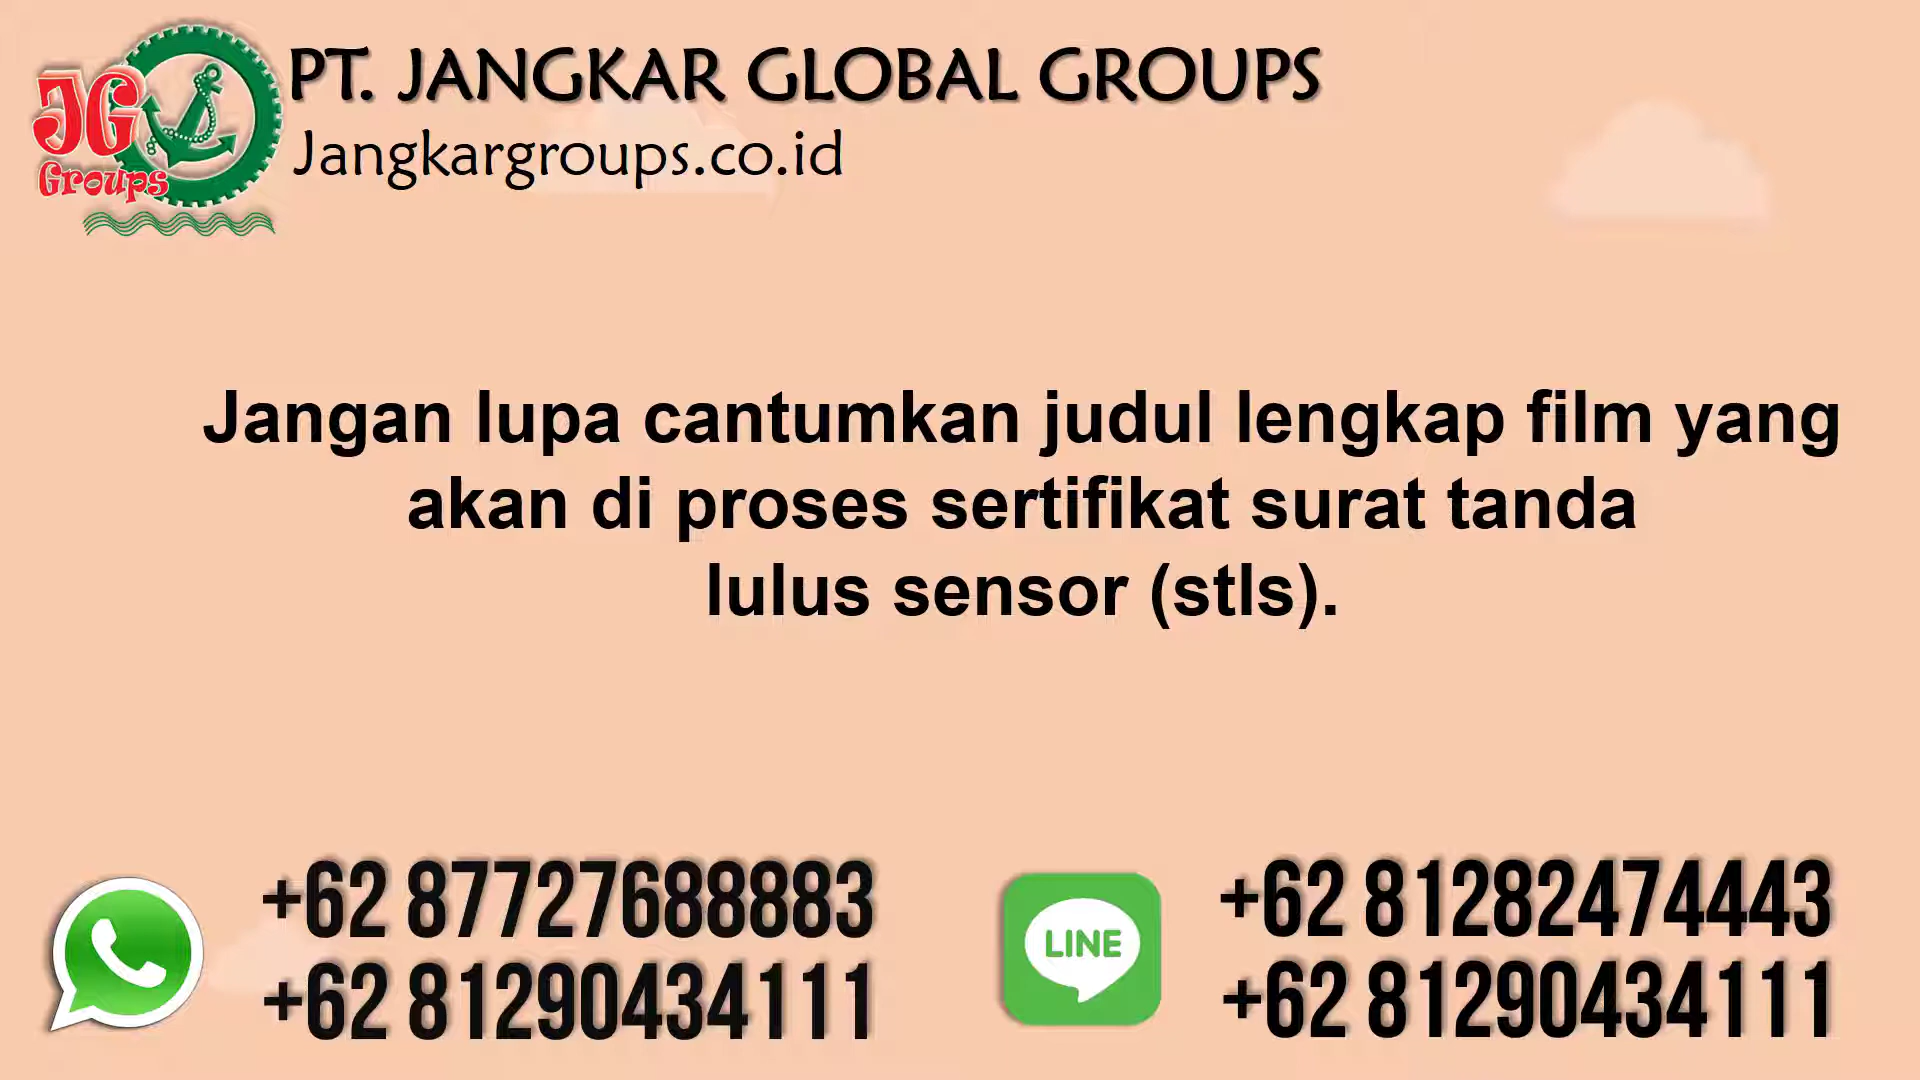 JG
Groups
PT. JANGKAR GLOBAL GROUPS
Jangkargroups.co.id
Jangan lupa cantumkan judul lengkap film yang
akan di proses sertifikat surat tanda
lulus sensor (stls).
+62 87727688883
+62 81290434111
LINE
+62 81282474443
+62 81290434111